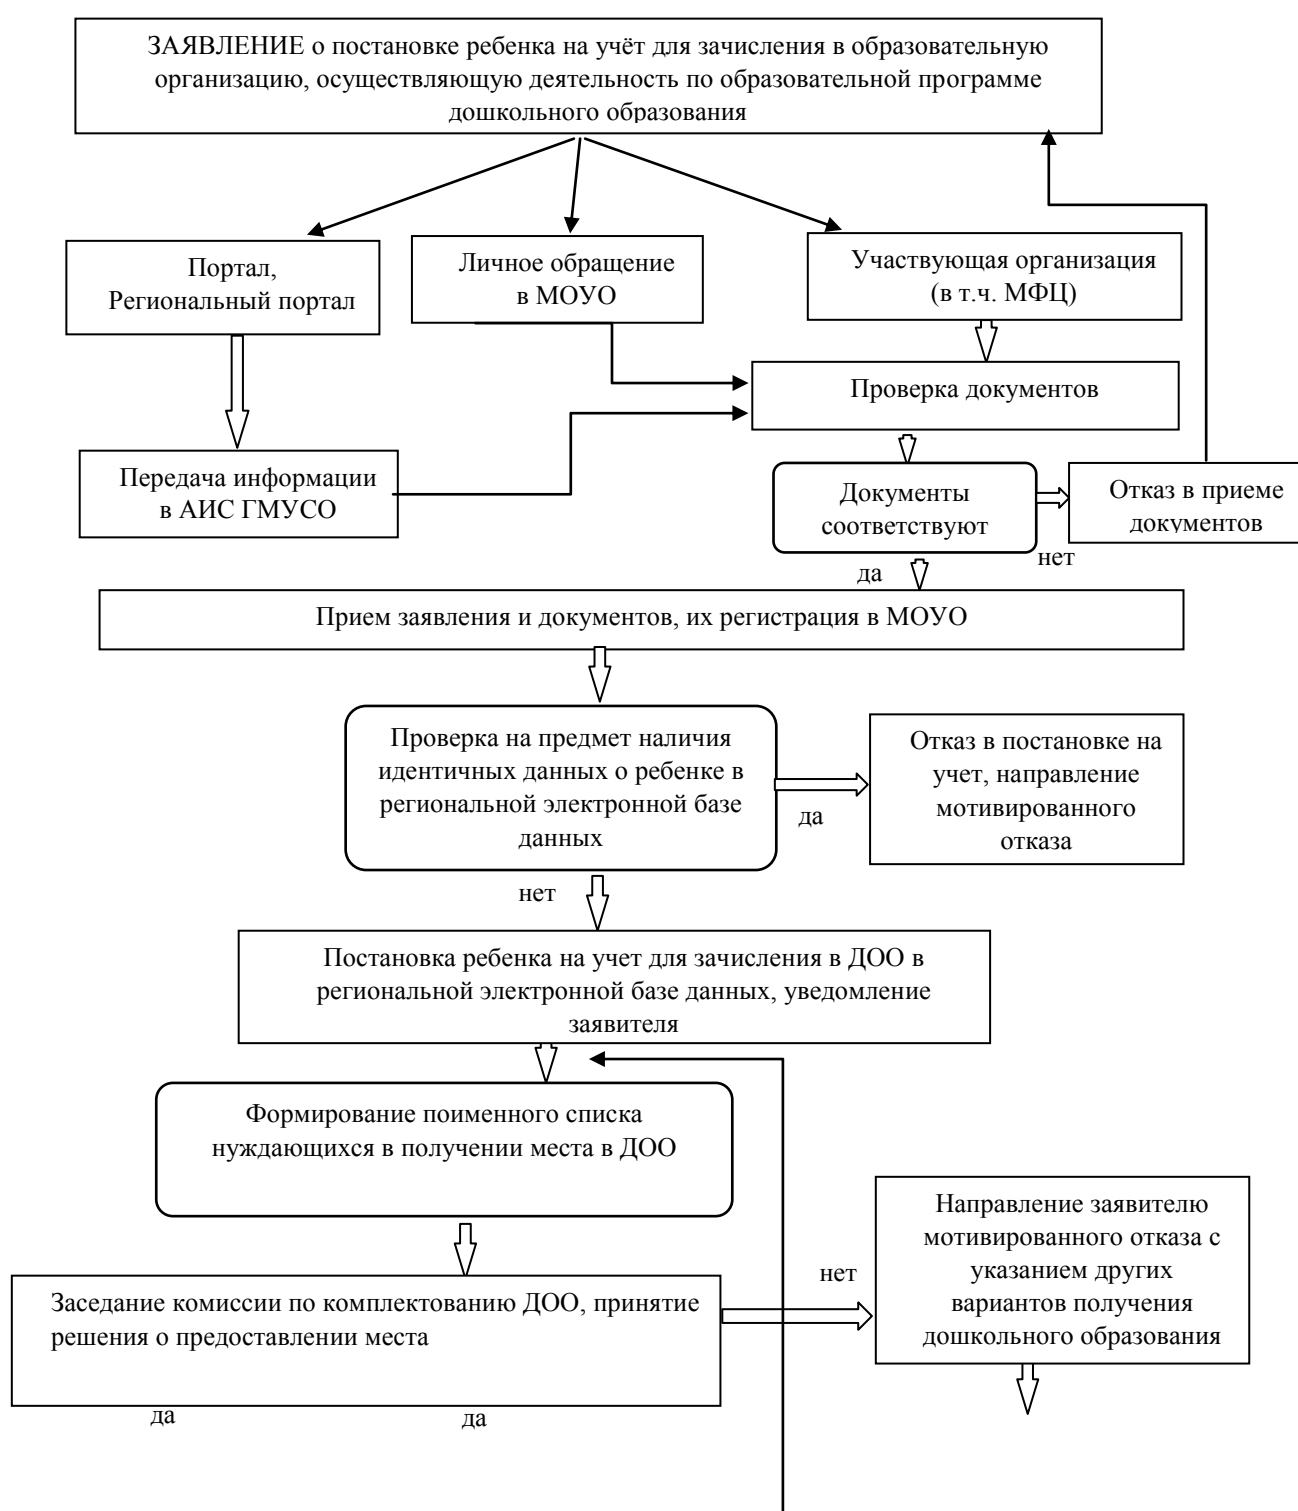 ЗАЯВЛЕНИЕ о постановке ребенка на учёт для зачисления в образовательную
организацию, осуществляющую деятельность по образовательной программе
дошкольного образования
Портал,
Региональный портал
Личное обращение
в МОУО
Участвующая организация
(в т.ч. МФЦ)
Проверка документов
Передача информации
в АИС ГМУСО
Документы
соответствуют
Отказ в приеме
документов
нет
да
Прием заявления и документов, их регистрация в МОУО
Проверка на предмет наличия
идентичных данных о ребенке в
региональной электронной базе
данных
да
Отказ в постановке на
учет, направление
мотивированного
отказа
нет
Постановка ребенка на учет для зачисления в ДОО в
региональной электронной базе данных, уведомление
заявителя
Формирование поименного списка
нуждающихся в получении места в ДОО
Направление заявителю
мотивированного отказа с
указанием других
вариантов получения
дошкольного образования
нет
Заседание комиссии по комплектованию ДОО, принятие
решения о предоставлении места
да
да